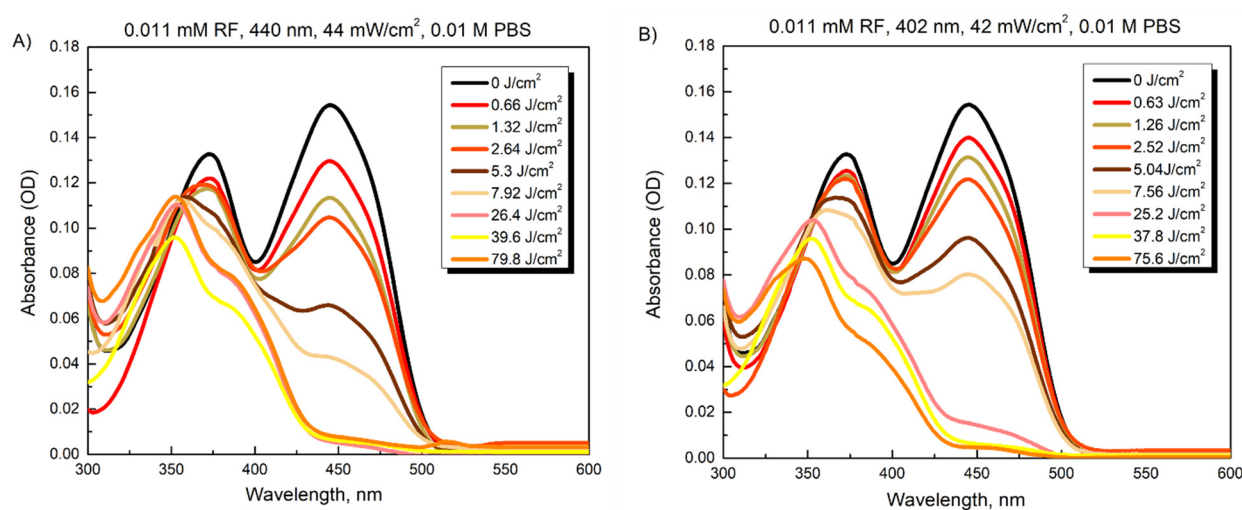 A)
0.011 mM RF, 440 nm, 44 mW/cm², 0.01 M PBS
0.18
0.16
0.14
0.12
0.10
0.08
0.06
0.04
0.02
0.00
Absorbance (OD)
0 J/cm²
0.66 J/cm²
1.32 J/cm²
2.64 J/cm²
5.3 J/cm²
7.92 J/cm²
26.4 J/cm²
39.6 J/cm²
79.8 J/cm²
300 350 400 450 500 550 600
Wavelength, nm
B)
0.011 mM RF, 402 nm, 42 mW/cm², 0.01 M PBS
0.18
0.16
0.14
0.12
0.10
0.08
0.06
0.04
0.02
0.00
Absorbance (OD)
0 J/cm²
0.63 J/cm²
1.26 J/cm²
2.52 J/cm²
5.04J/cm²
7.56 J/cm²
25.2 J/cm²
37.8 J/cm²
75.6 J/cm²
300 350 400 450 500 550 600
Wavelength, nm